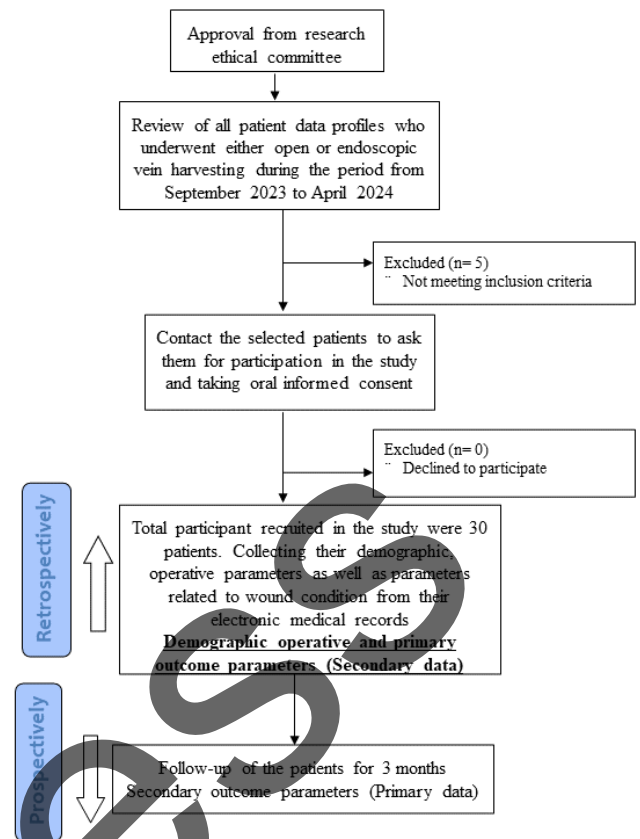 Approval from research
ethical committee
Review of all patient data profiles who
underwent either open or endoscopic
vein harvesting during the period from
September 2023 to April 2024
Excluded (n= 5)
¨ Not meeting inclusion criteria
Contact the selected patients to ask
them for participation in the study
and taking oral informed consent
Excluded (n= 0)
¨ Declined to participate
Retrospectively
Total participant recruited in the study were 30
patients. Collecting their demographic,
operative parameters as well as parameters
related to wound condition from their
electronic medical records
Demographic operative and primary
outcome parameters (Secondary data)
Prospectively
Follow-up of the patients for 3 months
Secondary outcome parameters (Primary data)
ess